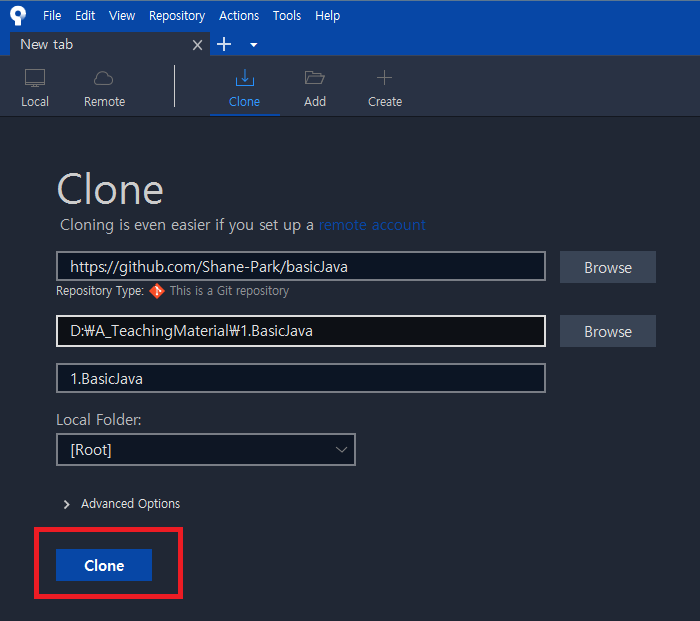 File Edit View Repository Actions Tools Help
New tab
Local Remote Clone Add Create
Clone
Cloning is even easier if you set up a remote account
https://github.com/Shane-Park/basicJava Browse
Repository Type: This is a Git repository
D:₩A_TeachingMaterial₩1.BasicJava Browse
1.BasicJava
Local Folder:
[Root]
Advanced Options
Clone